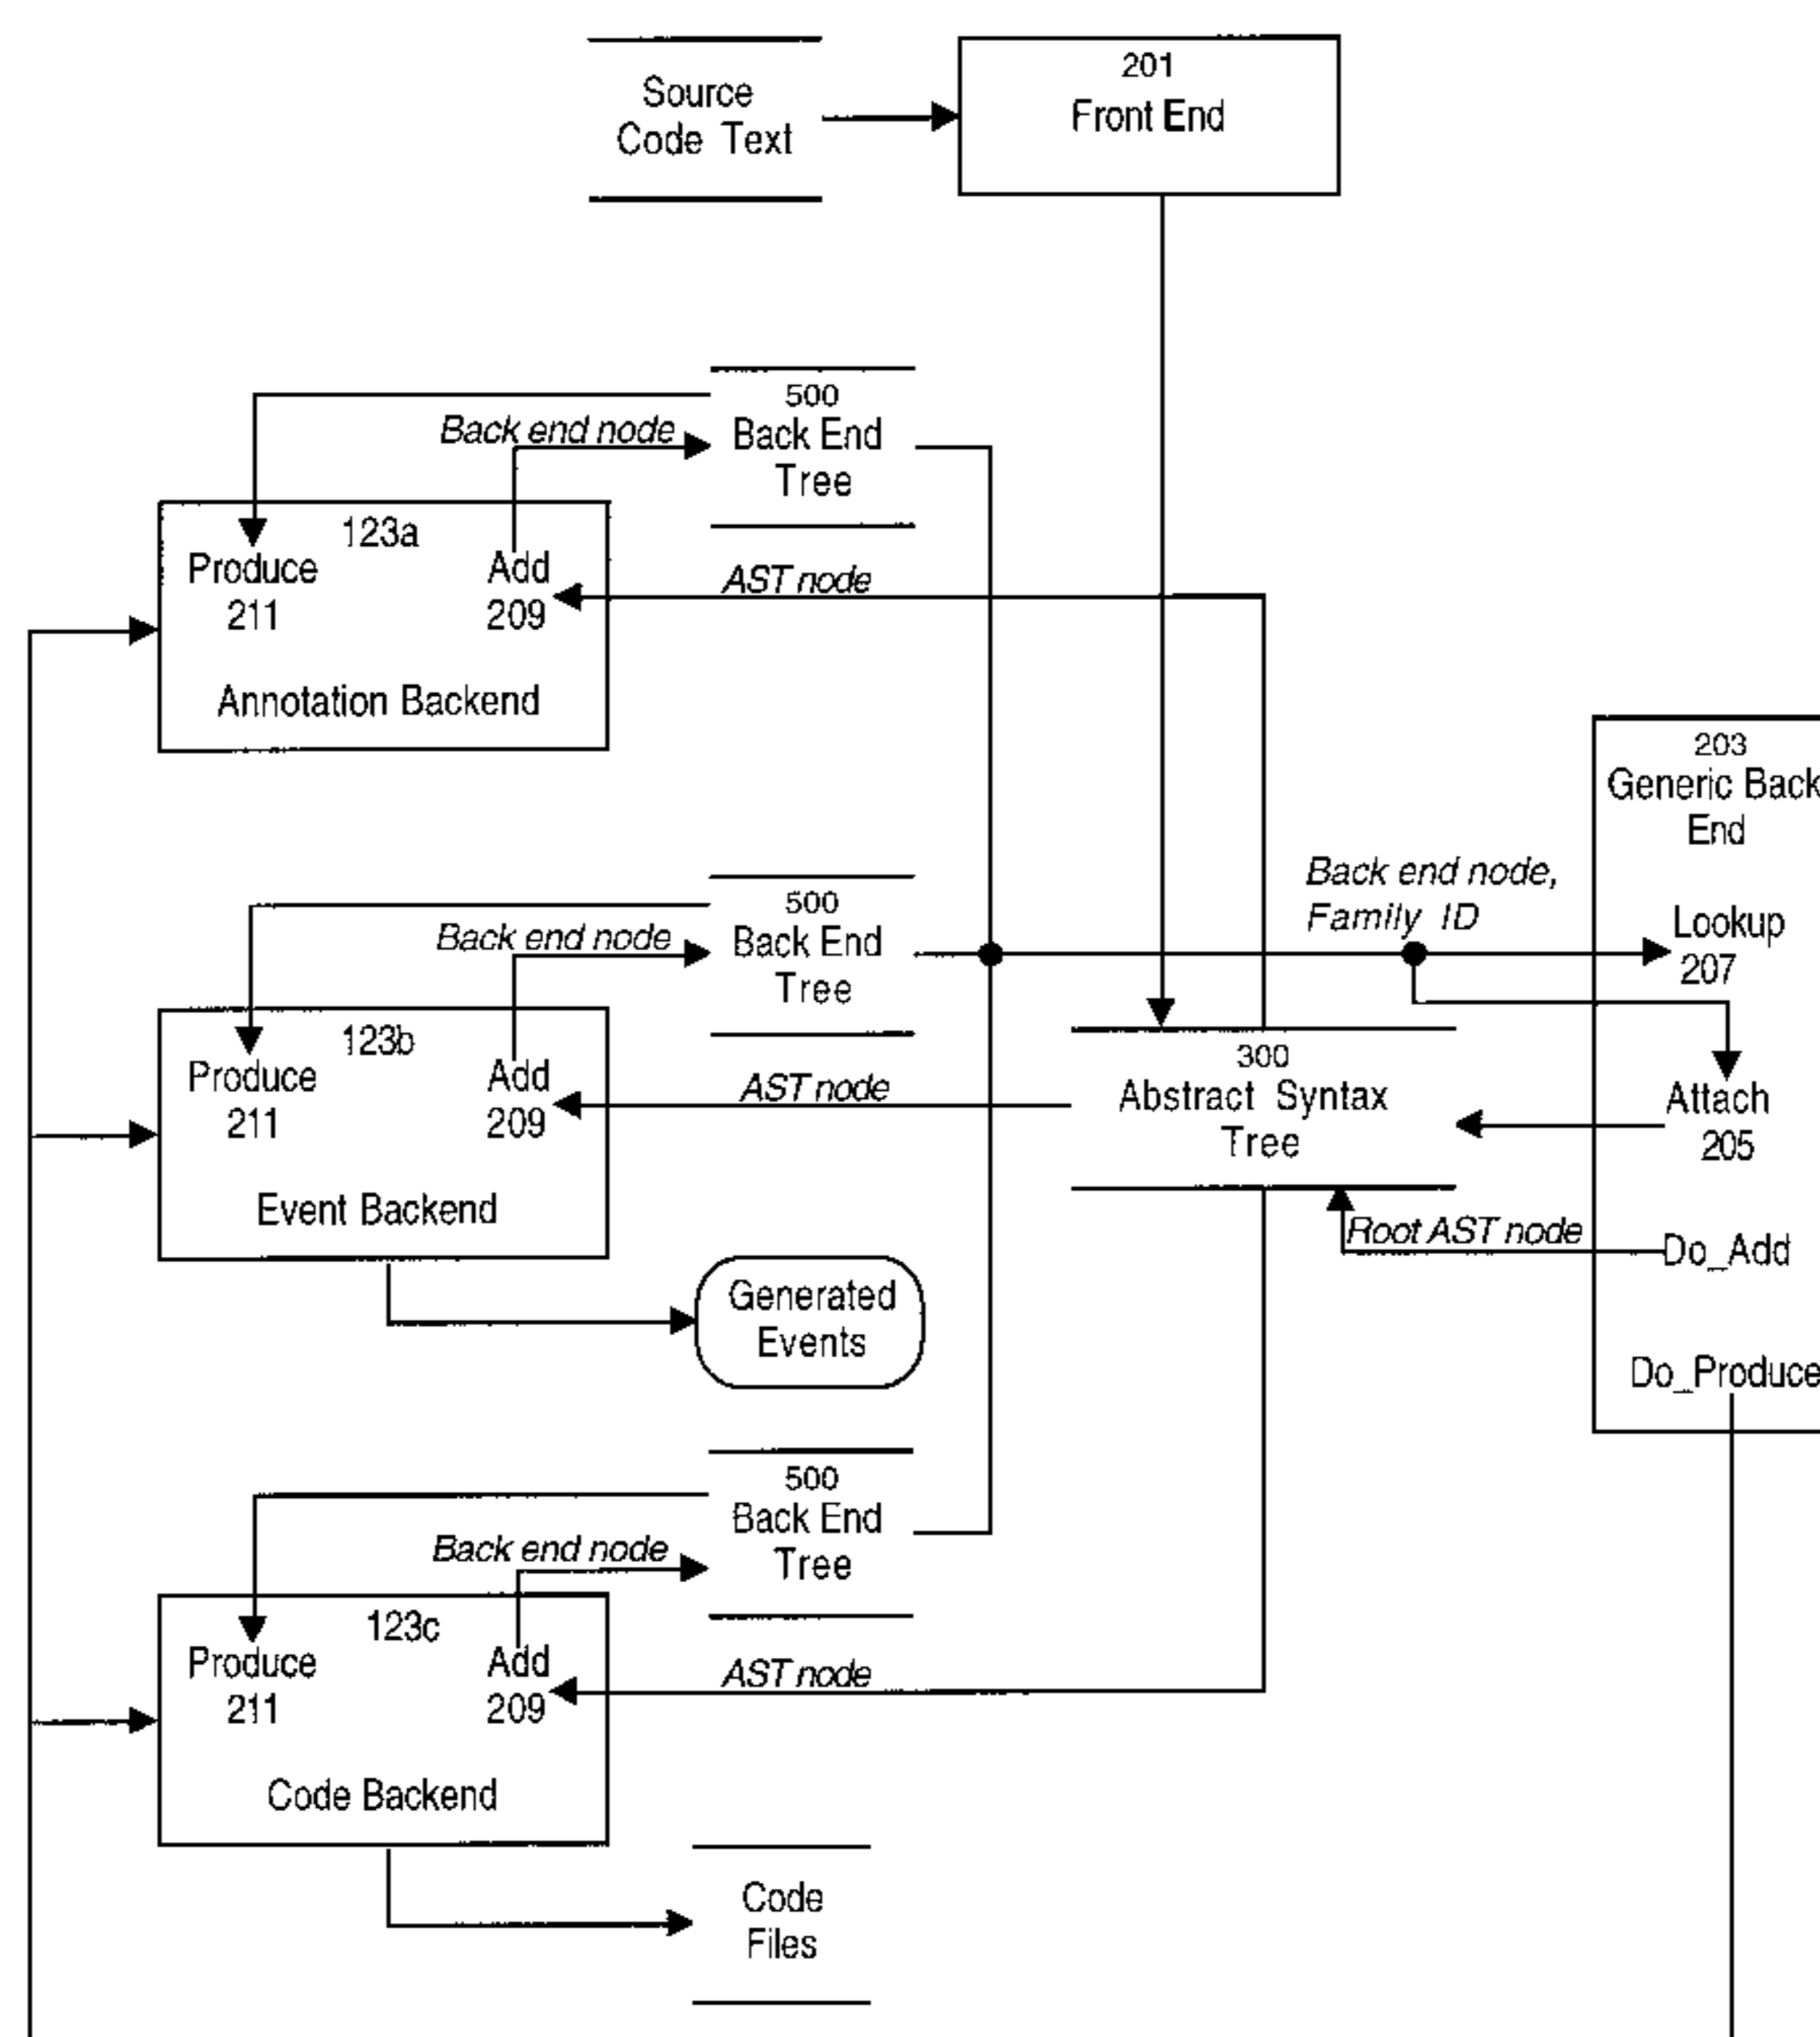 Source
Code Text
201
Front End
500
Back End
Tree
Back end node
123a
Produce
211
Add
209
AST node
Annotation Backend
203
Generic Back
End
Back end node,
Family ID
Lookup
207
500
Back End
Tree
Back end node
123b
Produce
211
Add
209
AST node
Event Backend
300
Abstract Syntax
Tree
Attach
205
Root AST node
Do_Add
Generated
Events
Do_Produce
500
Back End
Tree
Back end node
123c
Produce
211
Add
209
AST node
Code Backend
Code
Files